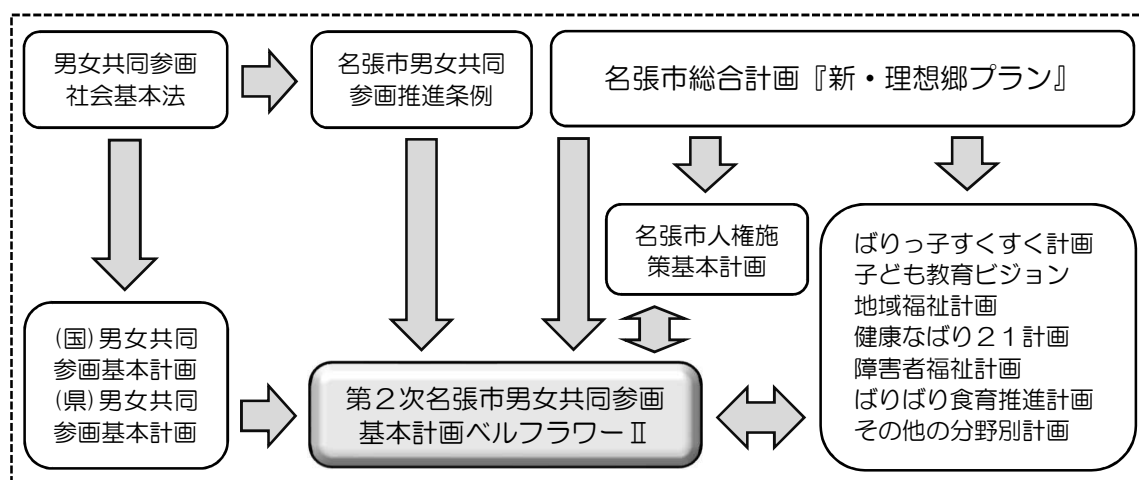 男女共同参画
社会基本法
名張市男女共同
参画推進条例
名張市総合計画『新・理想郷プラン』
名張市人権施
策基本計画
ばりっ子すくすく計画
子ども教育ビジョン
地域福祉計画
健康なばり２１計画
障害者福祉計画
ばりばり食育推進計画
その他の分野別計画
(国)男女共同
参画基本計画
(県)男女共同
参画基本計画
第２次名張市男女共同参画
基本計画ベルフラワーⅡ